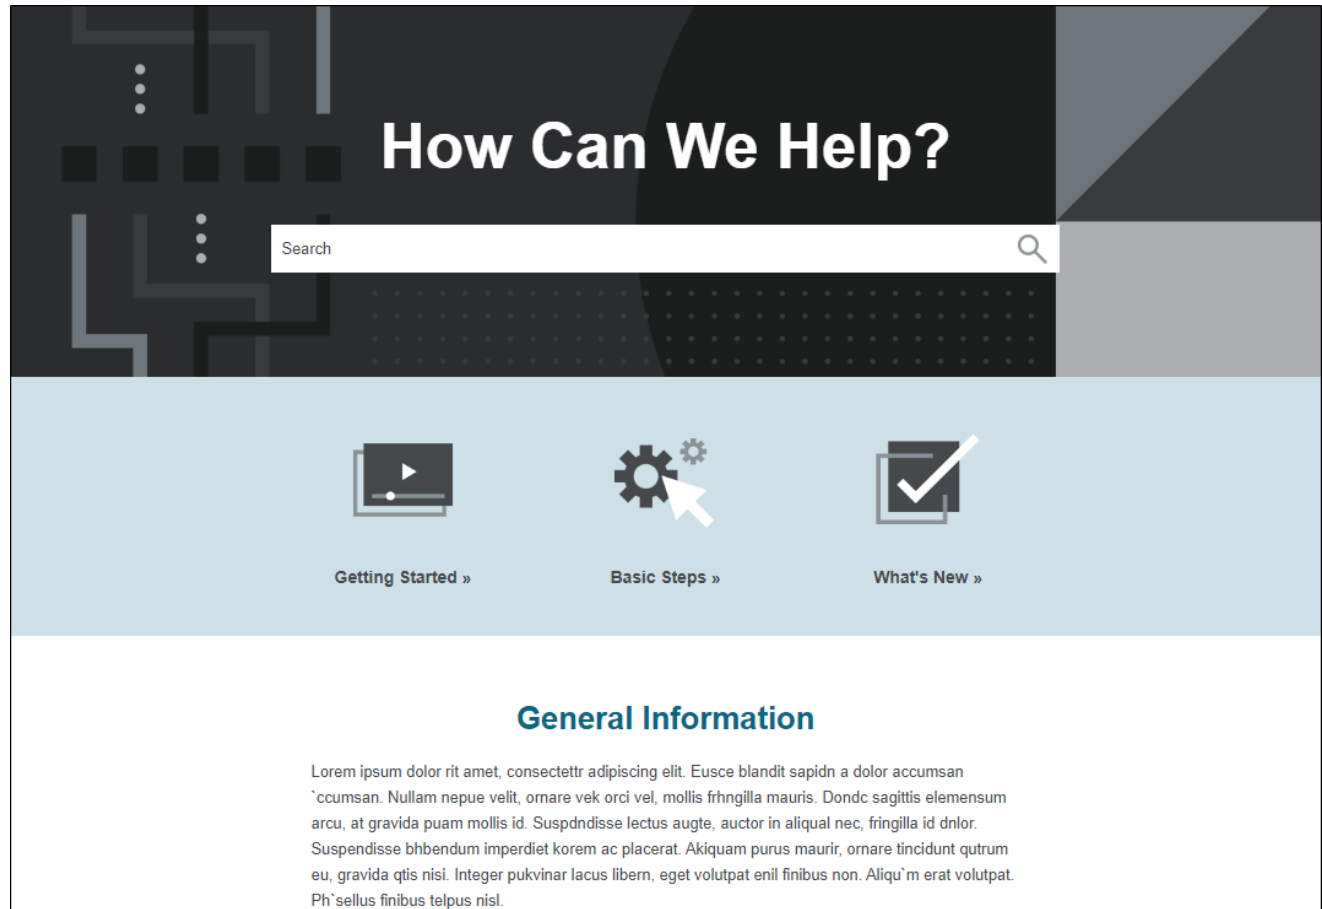 How Can We Help?
Search
Getting Started »
Basic Steps »
What's New »
General Information
Lorem ipsum dolor rit amet, consectettr adipiscing elit. Eusce blandit sapidn a dolor accumsan
`ccumsan. Nullam nepue velit, ornare vek orci vel, mollis frhngilla mauris. Dondc sagittis elemensum
arcu, at gravida puam mollis id. Suspdndisse lectus augte, auctor in aliqual nec, fringilla id dnlor.
Suspendisse bhbendum imperdiet korem ac placerat. Akiquam purus maurir, ornare tincidunt qutrum
eu, gravida qtis nisi. Integer pukvinar lacus libern, eget volutpat enil finibus non. Aliqu`m erat volutpat.
Ph`sellus finibus telpus nisl.